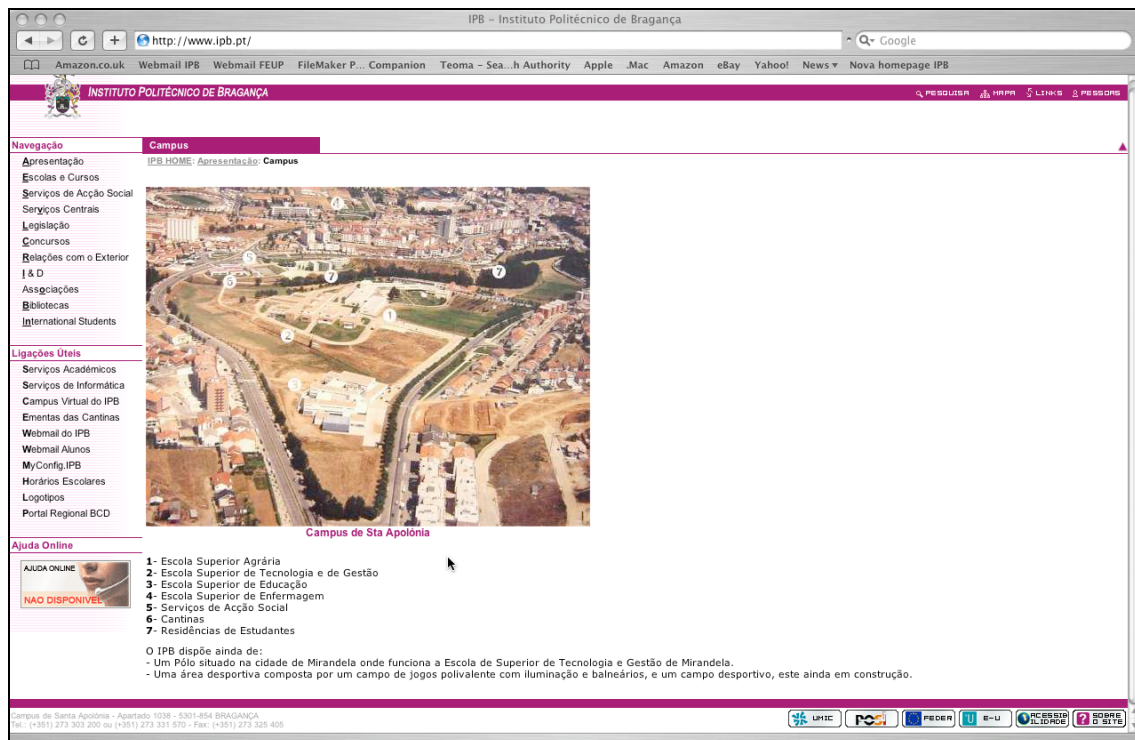 IPB – Instituto Politécnico de Bragança
http://www.ipb.pt/
Google
Amazon.co.uk Webmail IPB Webmail FEUP FileMaker P... Companion Teoma – Sea...h Authority Apple .Mac Amazon eBay Yahoo! News Nova homepage IPB
INSTITUTO POLITÉCNICO DE BRAGANÇA
PESQUISA MAPA LINKS PESSOAS
Navegação
Apresentação
Escolas e Cursos
Serviços de Acção Social
Serviços Centrais
Legislação
Concursos
Relações com o Exterior
I & D
Associações
Bibliotecas
International Students
Ligações Úteis
Serviços Académicos
Serviços de Informática
Campus Virtual do IPB
Ementas das Cantinas
Webmail do IPB
Webmail Alunos
MyConfig.IPB
Horários Escolares
Logotipos
Portal Regional BCD
Ajuda Online
AJUDA ONLINE
NAO DISPONIVEL
Campus
IPB HOME: Apresentação: Campus
4
5
7
7
6
1
2
3
Campus de Sta Apolónia
1- Escola Superior Agrária
2- Escola Superior de Tecnologia e de Gestão
3- Escola Superior de Educação
4- Escola Superior de Enfermagem
5- Serviços de Acção Social
6- Cantinas
7- Residências de Estudantes
O IPB dispõe ainda de:
- Um Pólo situado na cidade de Mirandela onde funciona a Escola de Superior de Tecnologia e Gestão de Mirandela.
- Uma área desportiva composta por um campo de jogos polivalente com iluminação e balneários, e um campo desportivo, este ainda em construção.
Campus de Santa Apolónia - Apartado 1038 - 5301-854 BRAGANÇA
Tel.: (+351) 273 303 200 ou (+351) 273 331 570 - Fax: (+351) 273 325 405
UMIC POSI FEDER U E-U ACESSIBILIDADE ? SOBRE O SITE